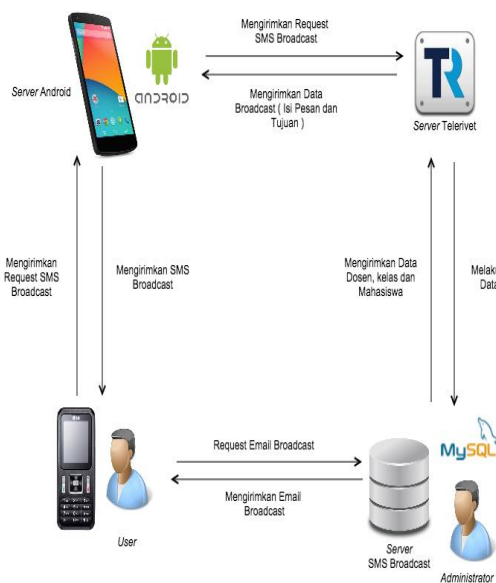 Mengirimkan Request
SMS Broadcast
Server Android
ANDROID
Mengirimkan Data
Broadcast ( Isi Pesan dan
Tujuan )
TR
Server Telerivet
Mengirimkan
Request SMS
Broadcast
Mengirimkan SMS
Broadcast
Mengirimkan Data
Dosen, kelas dan
Mahasiswa
Data
Request Email Broadcast
Mengirimkan Email
Broadcast
User
MySQL
Server
SMS Broadcast
Administrator